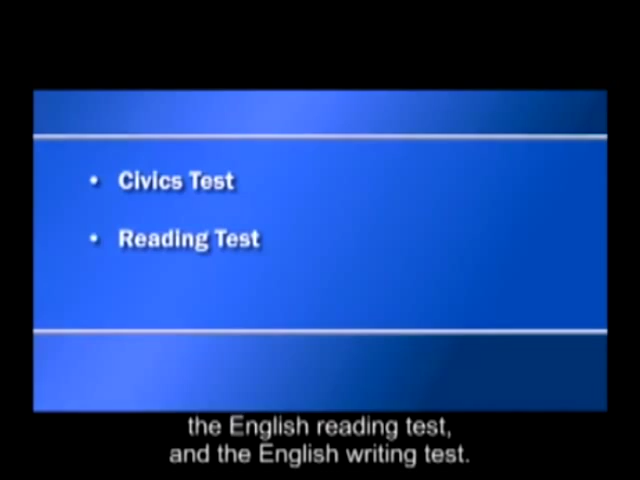 • Civics Test
• Reading Test
the English reading test,
and the English writing test.